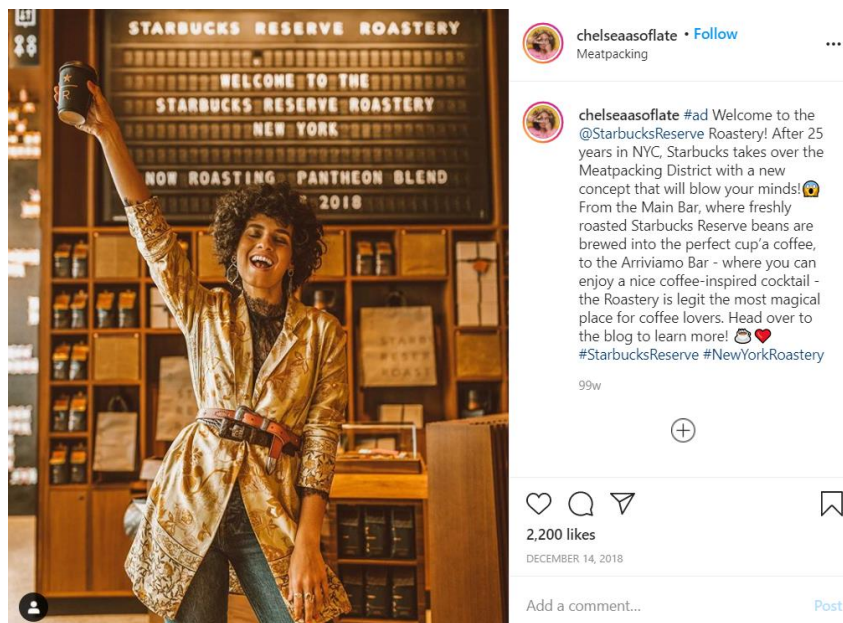 STARBUCKS RESERVE ROASTERY
WELCOME TO THE
STARBUCKS RESERVE ROASTERY
NEW YORK
NOW ROASTING PANTHEON BLEND
2018
R
STARB
RESER
ROAST
chelseaasoflate • Follow
Meatpacking
chelseaasoflate #ad Welcome to the
@StarbucksReserve Roastery! After 25
years in NYC, Starbucks takes over the
Meatpacking District with a new
concept that will blow your minds!😱
From the Main Bar, where freshly
roasted Starbucks Reserve beans are
brewed into the perfect cup'a coffee,
to the Arriviamo Bar - where you can
enjoy a nice coffee-inspired cocktail -
the Roastery is legit the most magical
place for coffee lovers. Head over to
the blog to learn more! ☕❤️
#StarbucksReserve #NewYorkRoastery
99w
2,200 likes
DECEMBER 14, 2018
Add a comment... Post